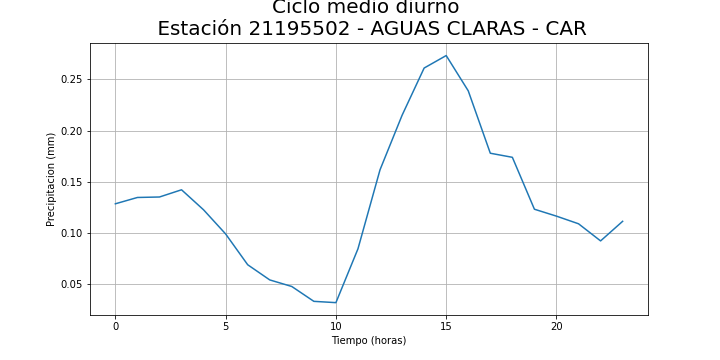 Ciclo medio diurno
Estación 21195502 - AGUAS CLARAS - CAR
Precipitacion (mm)
0.25
0.20
0.15
0.10
0.05
0 5 10 15 20
Tiempo (horas)